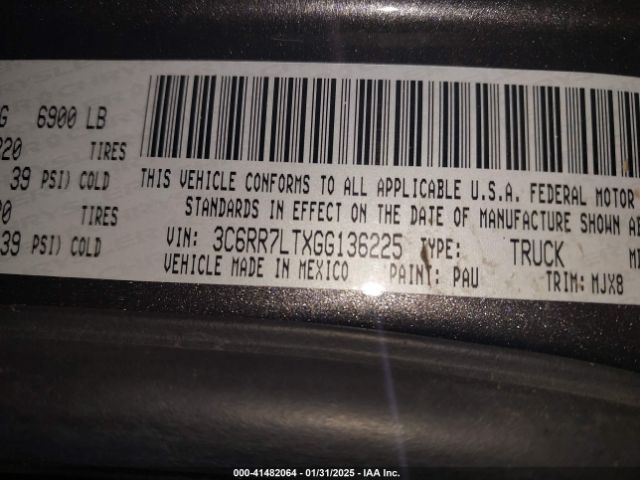 G 6900 LB
220 TIRES
39 PSI) COLD
20 TIRES
39 PSI) COLD
THIS VEHICLE CONFORMS TO ALL APPLICABLE U.S.A. FEDERAL MOTOR
STANDARDS IN EFFECT ON THE DATE OF MANUFACTURE SHOWN AB
VIN: 3C6RR7LTXGG136225 TYPE: TRUCK
VEHICLE MADE IN MEXICO PAINT: PAU TRIM: MJX8
000-41482064 - 01/31/2025 - IAA Inc.